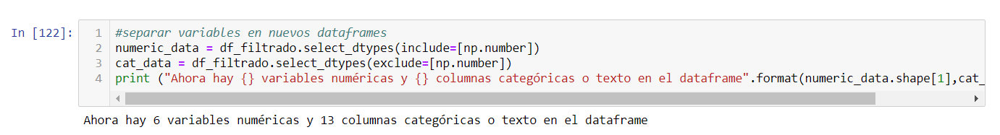 In [122]:
1 #separar variables en nuevos dataframes
2 numeric_data = df_filtrado.select_dtypes(include=[np.number])
3 cat_data = df_filtrado.select_dtypes(exclude=[np.number])
4 print ("Ahora hay {} variables numéricas y {} columnas categóricas o texto en el dataframe".format(numeric_data.shape[1],cat_
Ahora hay 6 variables numéricas y 13 columnas categóricas o texto en el dataframe